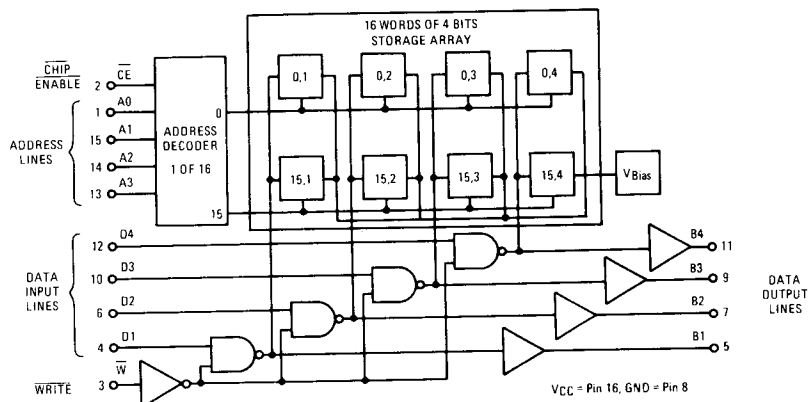 16 WORDS OF 4 BITS
STORAGE ARRAY
CHIP
ENABLE
2
CE
0,1
0,2
0,3
0,4
ADDRESS
LINES
1
A0
15
A1
14
A2
13
A3
ADDRESS
DECODER
1 OF 16
0
15
15,1
15,2
15,3
15,4
VBias
DATA
INPUT
LINES
12
D4
10
D3
6
D2
4
D1
WRITE
3
W
B4
11
B3
9
B2
7
B1
5
DATA
OUTPUT
LINES
VCC = Pin 16, GND = Pin 8